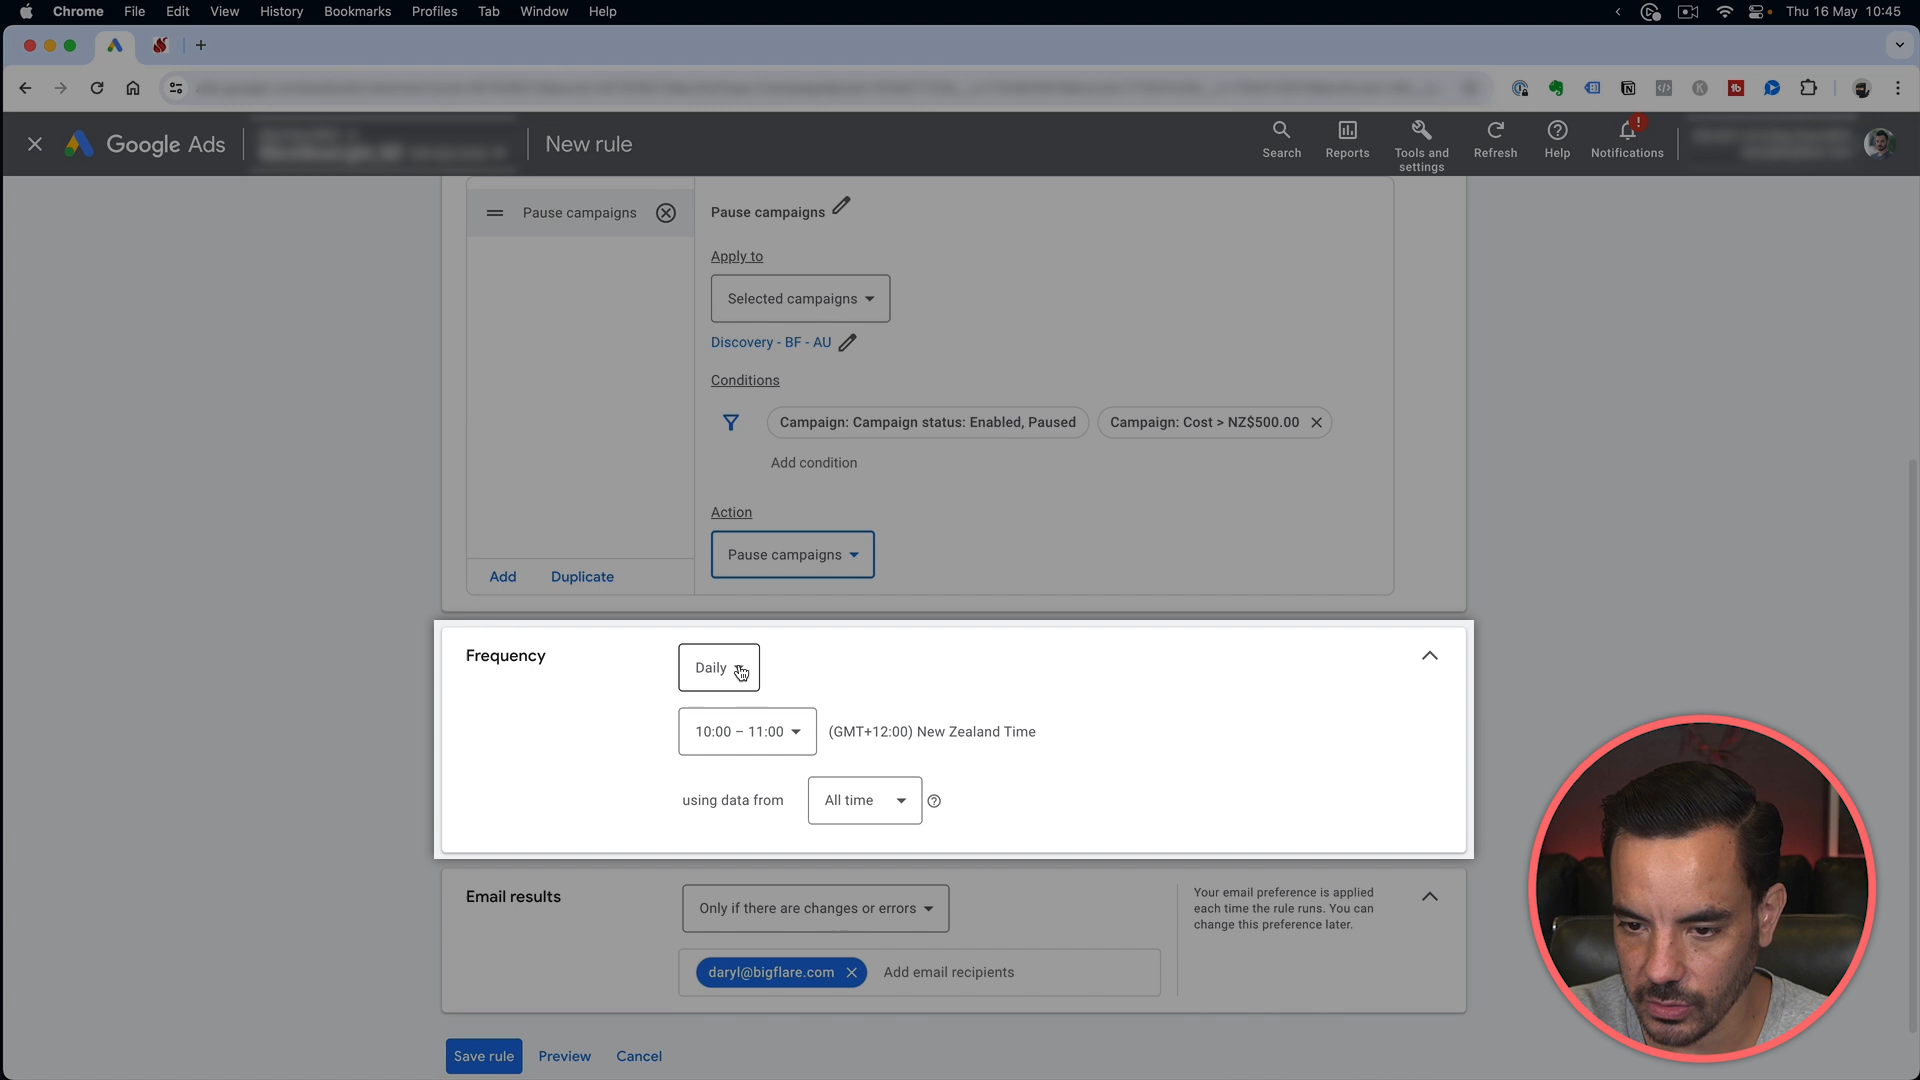 Chrome File Edit View History Bookmarks Profiles Tab Window Help Thu 16 May 10:45
Google Ads New rule Search Reports Tools and settings Refresh Help Notifications
Pause campaigns
Pause campaigns
Apply to
Selected campaigns
Discovery - BF - AU
Conditions
Campaign: Campaign status: Enabled, Paused Campaign: Cost > NZ$500.00
Add condition
Action
Pause campaigns
Add Duplicate
Frequency
Daily
10:00 – 11:00 (GMT+12:00) New Zealand Time
using data from All time
Email results
Only if there are changes or errors
daryl@bigflare.com Add email recipients
Your email preference is applied
each time the rule runs. You can
change this preference later.
Save rule Preview Cancel